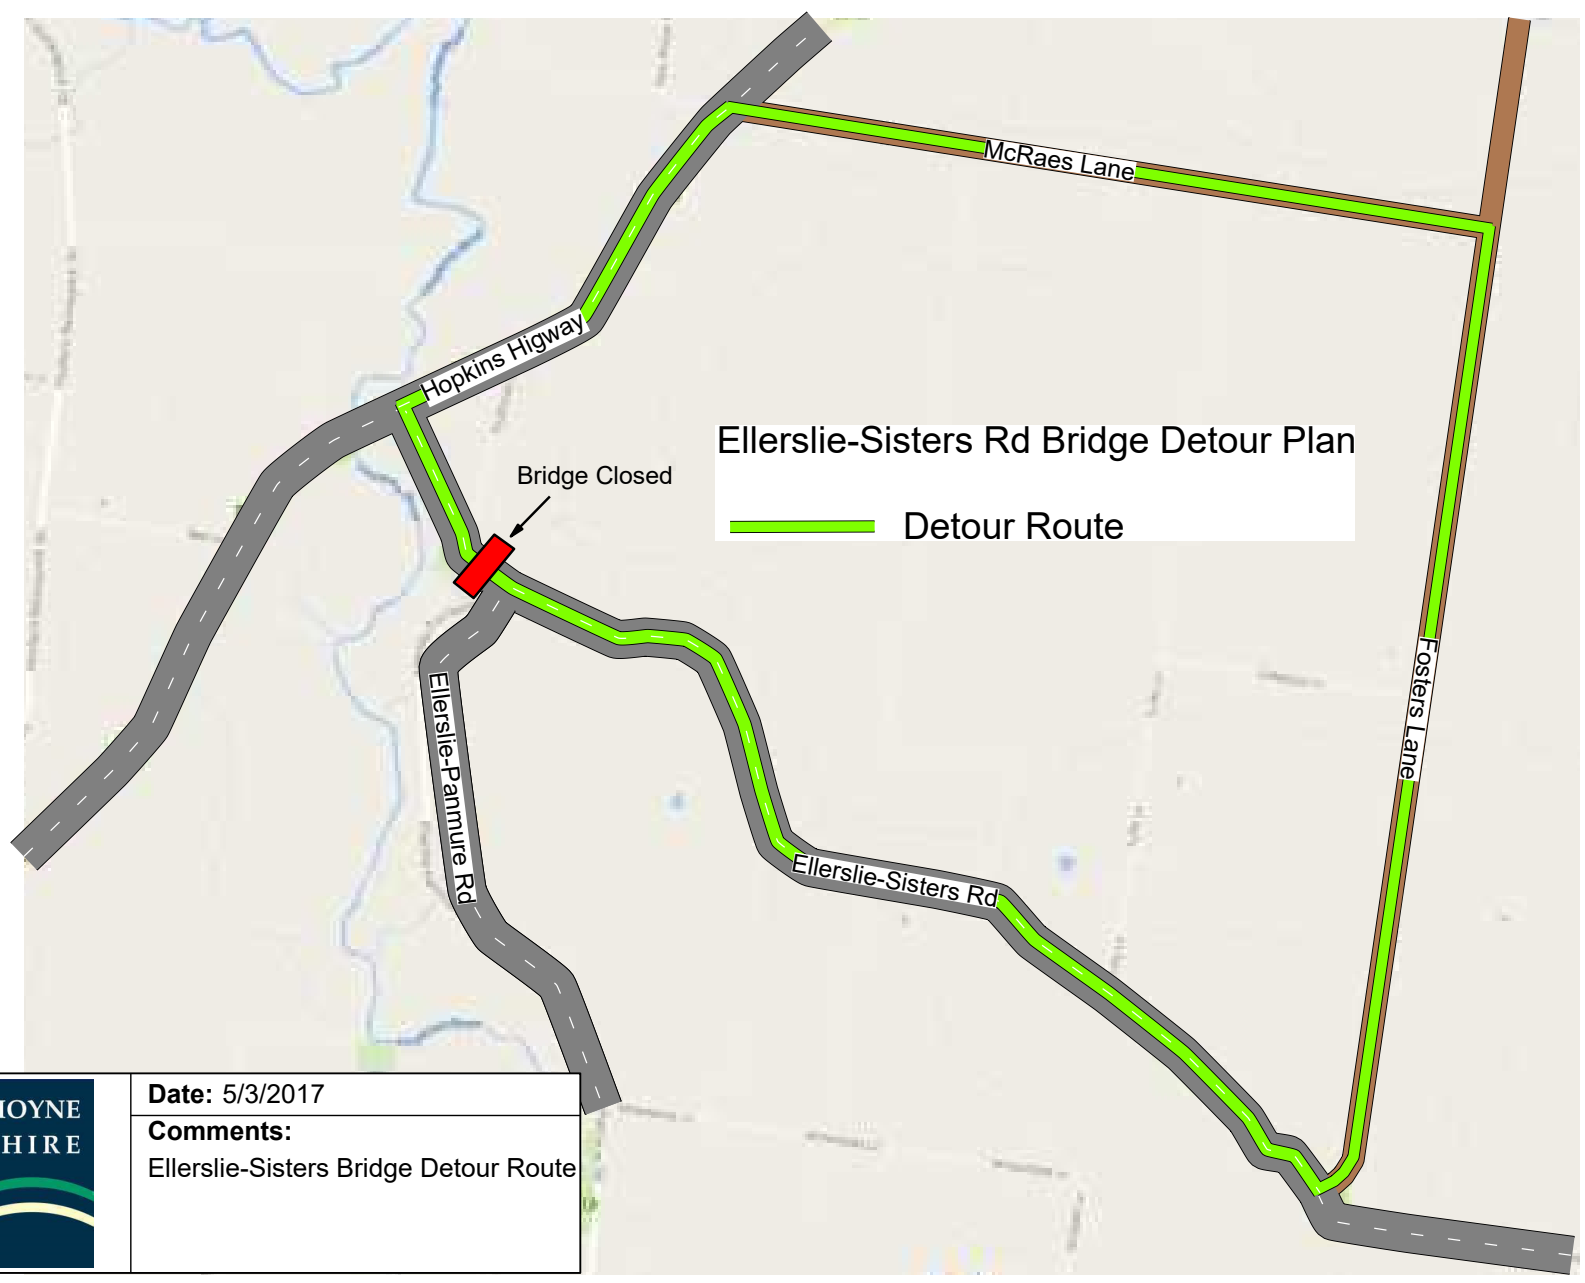 McRaes Lane
Hopkins Higway
Ellerslie-Sisters Rd Bridge Detour Plan
Bridge Closed
Detour Route
Fosters Lane
Ellerslie-Panmure Rd
Ellerslie-Sisters Rd
OYNE
HIRE
Date: 5/3/2017
Comments:
Ellerslie-Sisters Bridge Detour Route